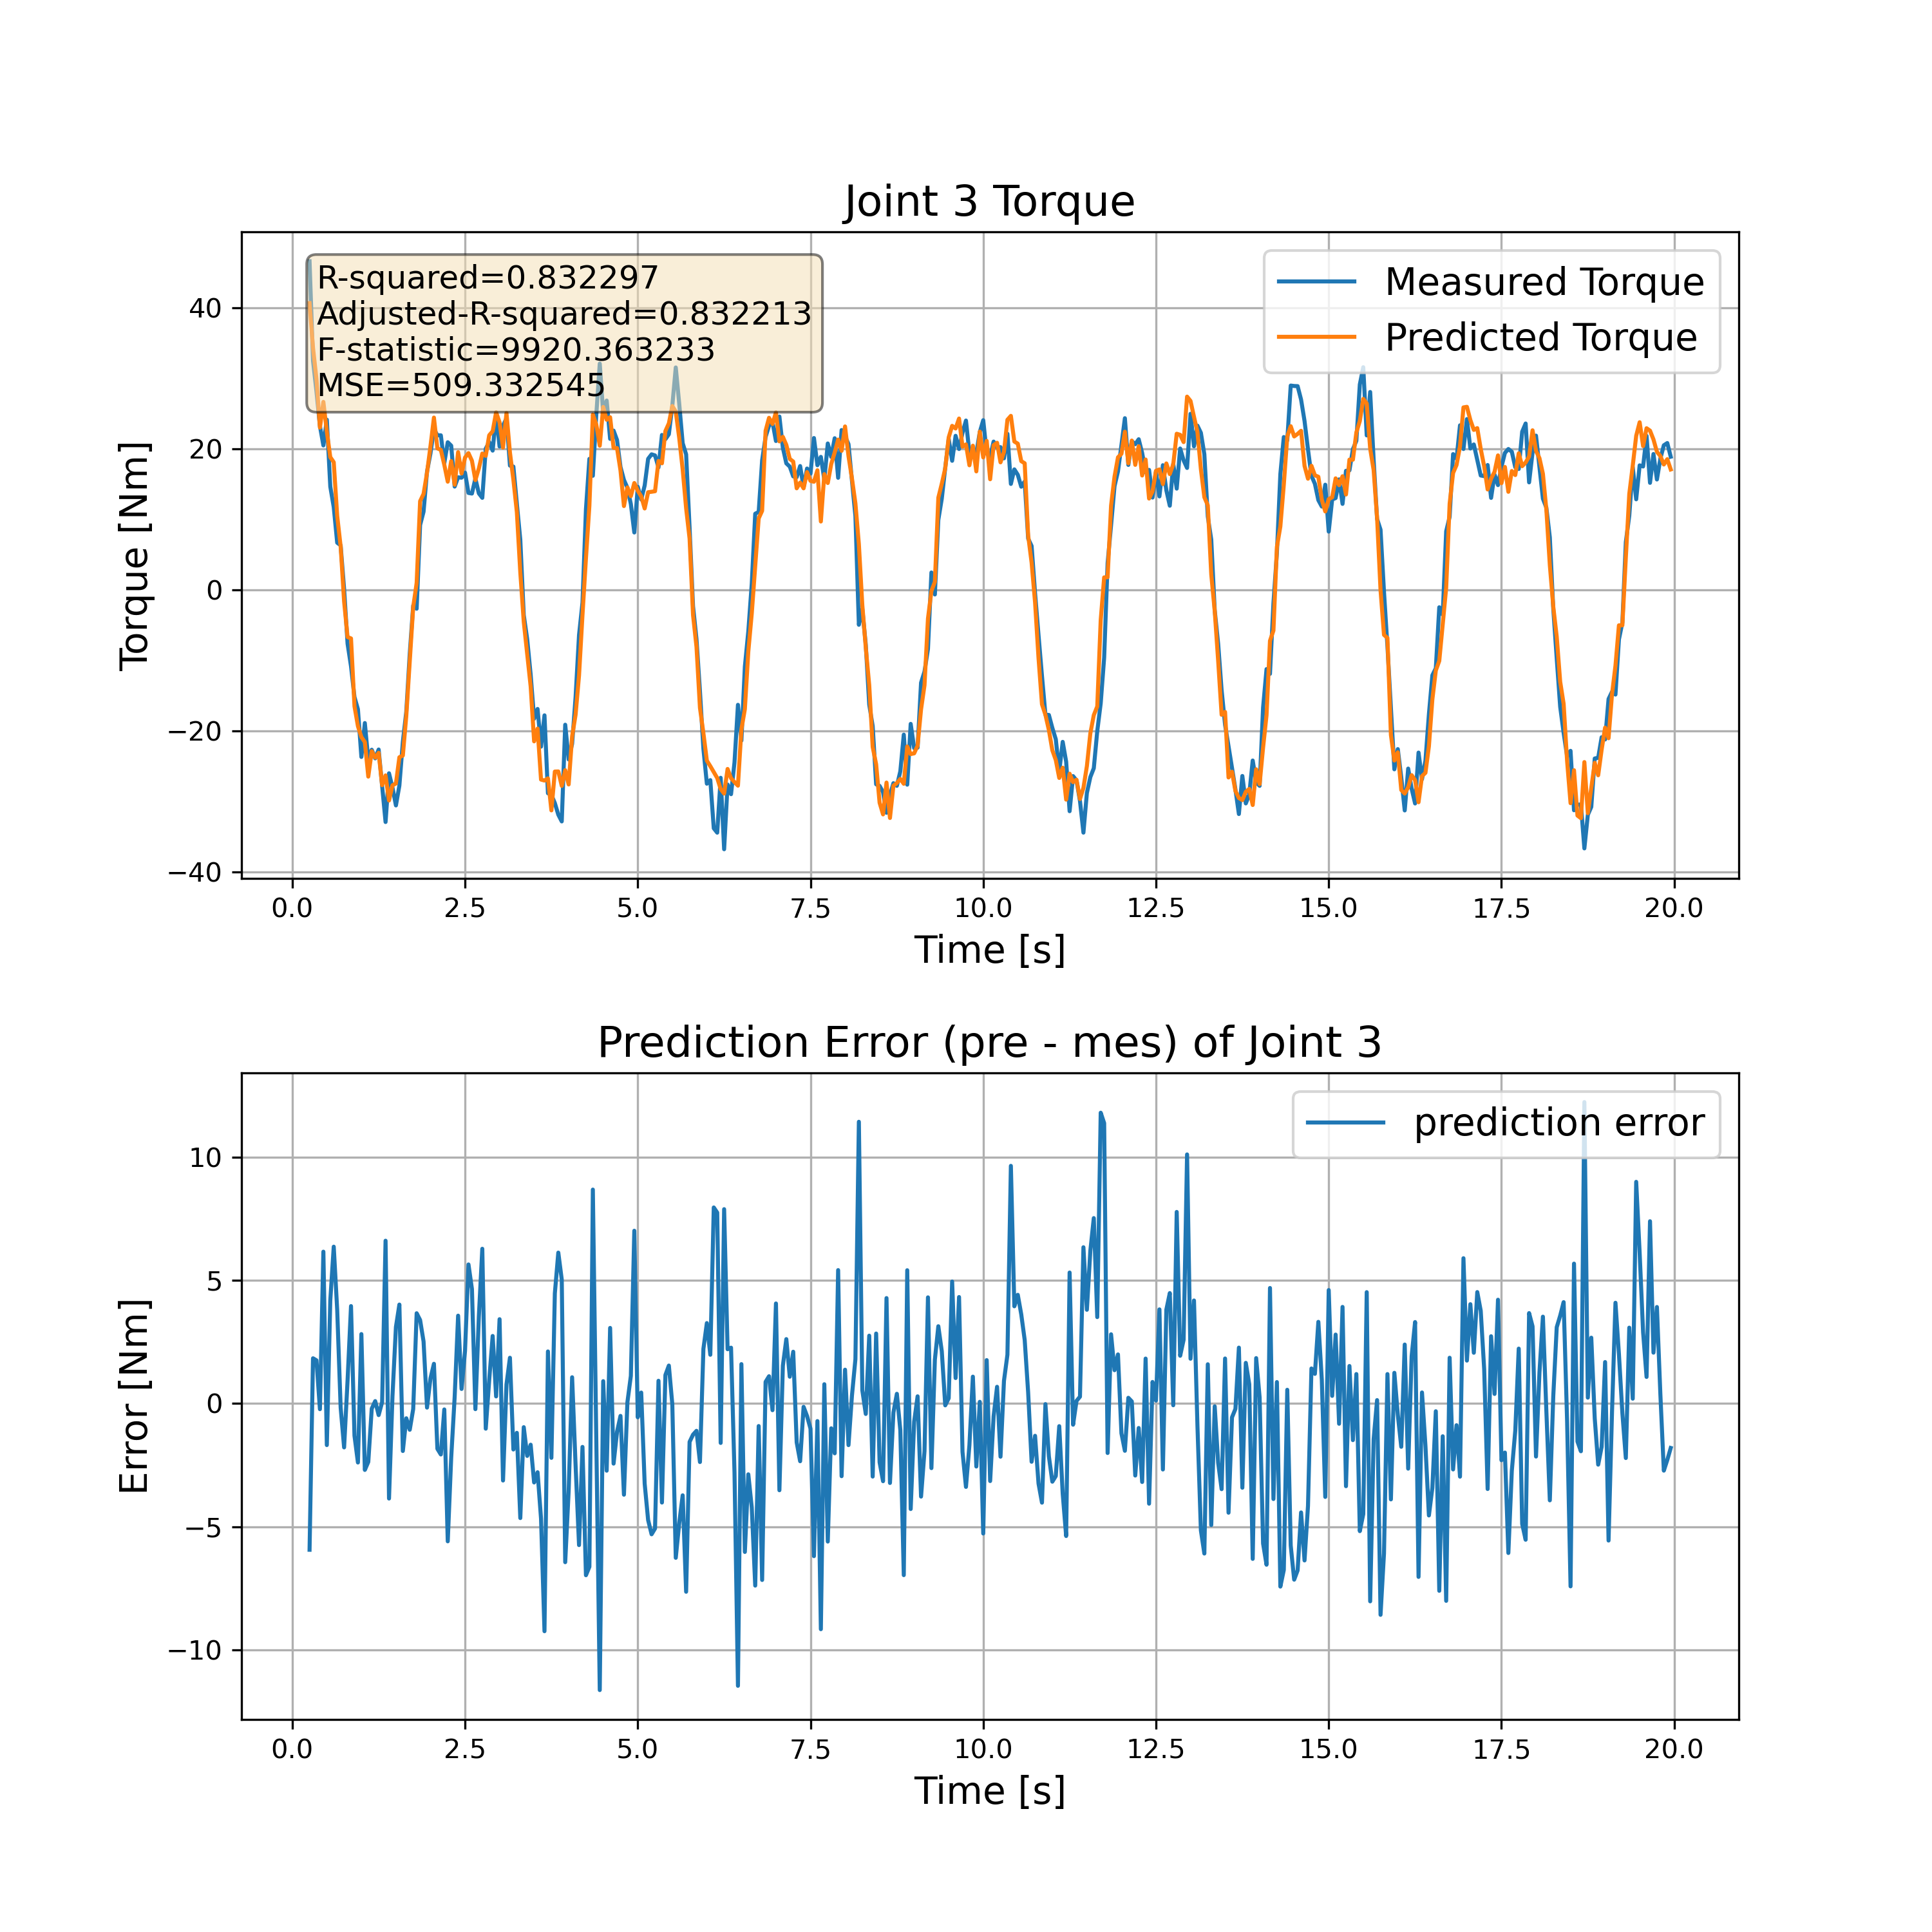 Joint 3 Torque
R-squared=0.832297
Adjusted-R-squared=0.832213
F-statistic=9920.363233
MSE=509.332545
Measured Torque
Predicted Torque
Torque [Nm]
40
20
0
−20
−40
0.0 2.5 5.0 7.5 10.0 12.5 15.0 17.5 20.0
Time [s]
Prediction Error (pre - mes) of Joint 3
prediction error
Error [Nm]
10
5
0
−5
−10
0.0 2.5 5.0 7.5 10.0 12.5 15.0 17.5 20.0
Time [s]